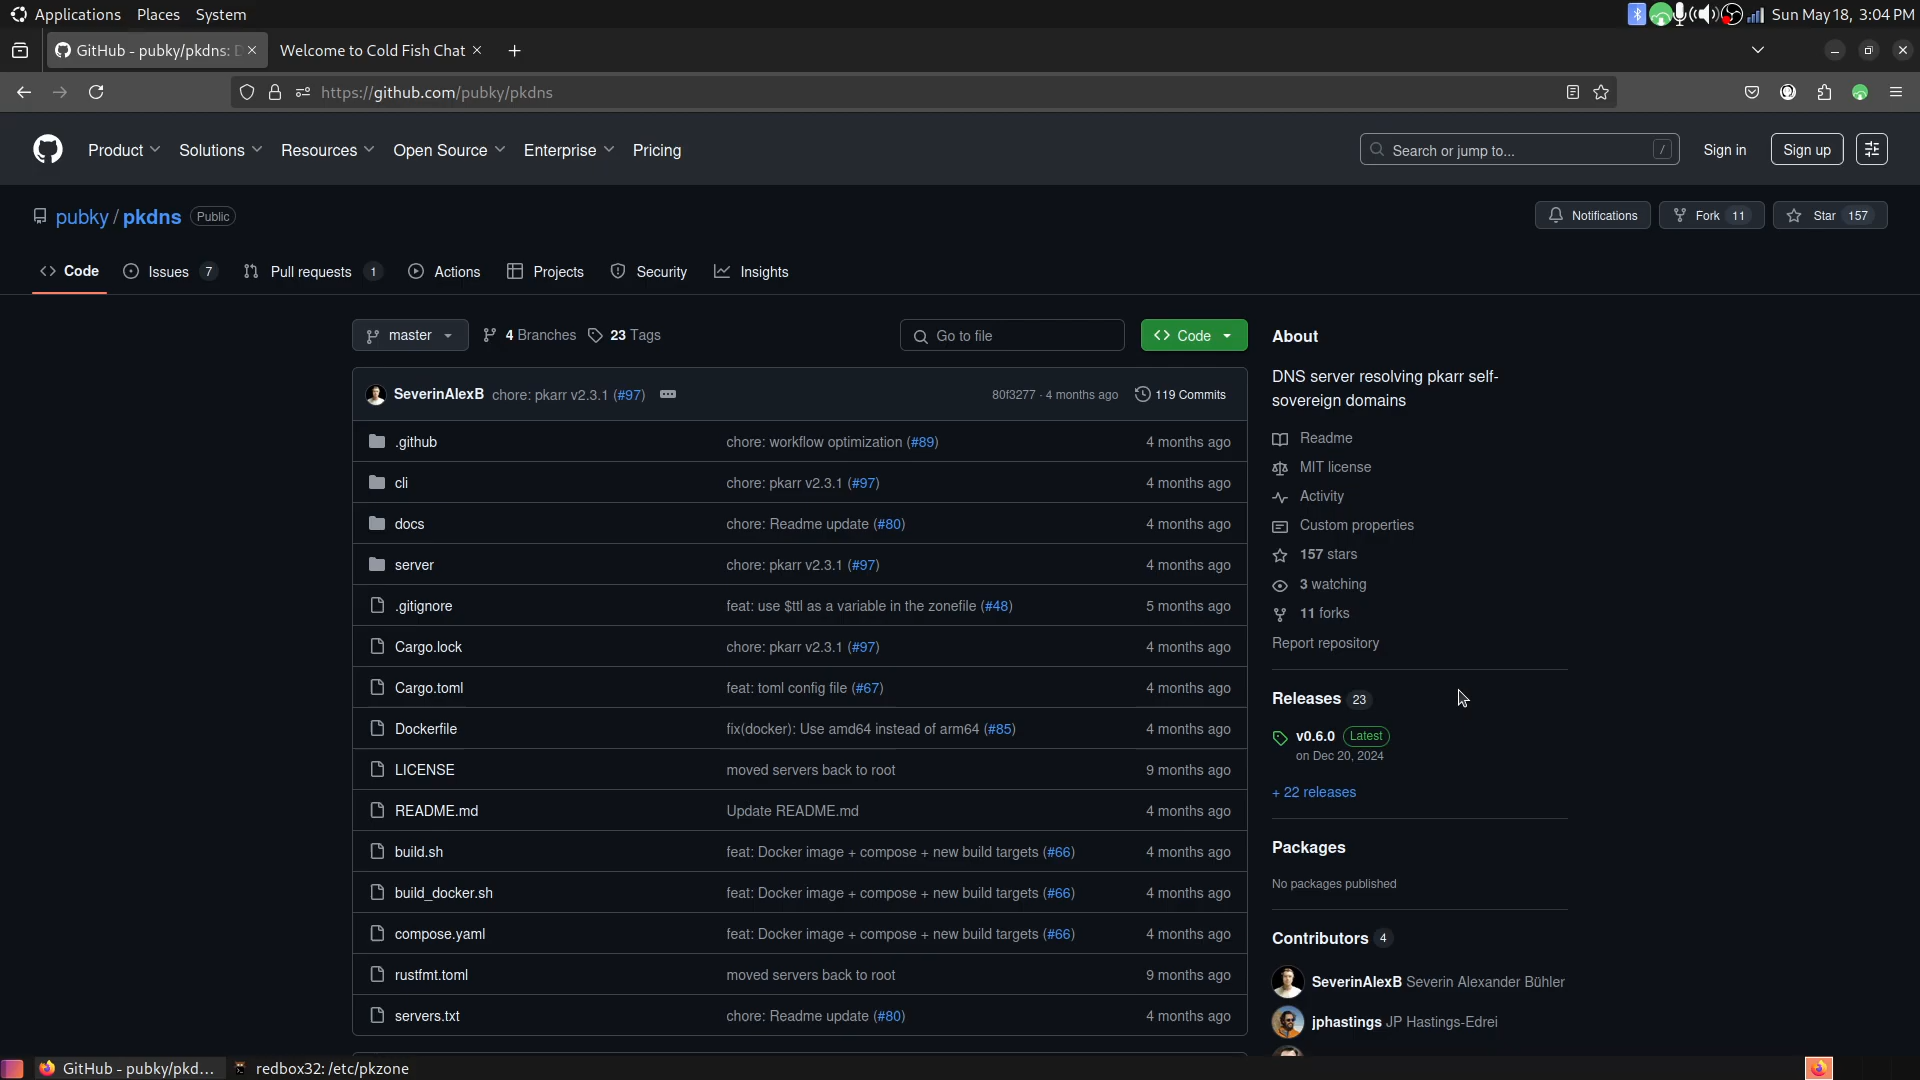 Applications Places System Sun May 18, 3:04 PM
GitHub - pubky/pkdns: D Welcome to Cold Fish Chat
https://github.com/pubky/pkdns
Product Solutions Resources Open Source Enterprise Pricing Search or jump to... / Sign in Sign up
pubky / pkdns Public Notifications Fork 11 Star 157
Code Issues 7 Pull requests 1 Actions Projects Security Insights
master 4 Branches 23 Tags Go to file Code
SeverinAlexB chore: pkarr v2.3.1 (#97) 80f3277 · 4 months ago 119 Commits
.github chore: workflow optimization (#89) 4 months ago
cli chore: pkarr v2.3.1 (#97) 4 months ago
docs chore: Readme update (#80) 4 months ago
server chore: pkarr v2.3.1 (#97) 4 months ago
.gitignore feat: use $ttl as a variable in the zonefile (#48) 5 months ago
Cargo.lock chore: pkarr v2.3.1 (#97) 4 months ago
Cargo.toml feat: toml config file (#67) 4 months ago
Dockerfile fix(docker): Use amd64 instead of arm64 (#85) 4 months ago
LICENSE moved servers back to root 9 months ago
README.md Update README.md 4 months ago
build.sh feat: Docker image + compose + new build targets (#66) 4 months ago
build_docker.sh feat: Docker image + compose + new build targets (#66) 4 months ago
compose.yaml feat: Docker image + compose + new build targets (#66) 4 months ago
rustfmt.toml moved servers back to root 9 months ago
servers.txt chore: Readme update (#80) 4 months ago
About
DNS server resolving pkarr self-
sovereign domains
Readme
MIT license
Activity
Custom properties
157 stars
3 watching
11 forks
Report repository
Releases 23
v0.6.0 Latest
on Dec 20, 2024
+ 22 releases
Packages
No packages published
Contributors 4
SeverinAlexB Severin Alexander Bühler
jphastings JP Hastings-Edrei
GitHub - pubky/pkd... redbox32: /etc/pkzone